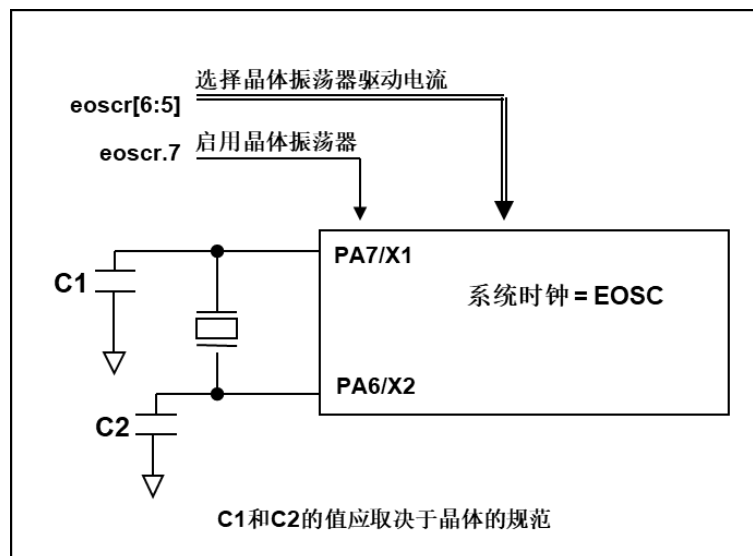 选择晶体振荡器驱动电流
eoscr[6:5]
启用晶体振荡器
eoscr.7
PA7/X1
C1
系统时钟 = EOSC
PA6/X2
C2
C1和C2的值应取决于晶体的规范